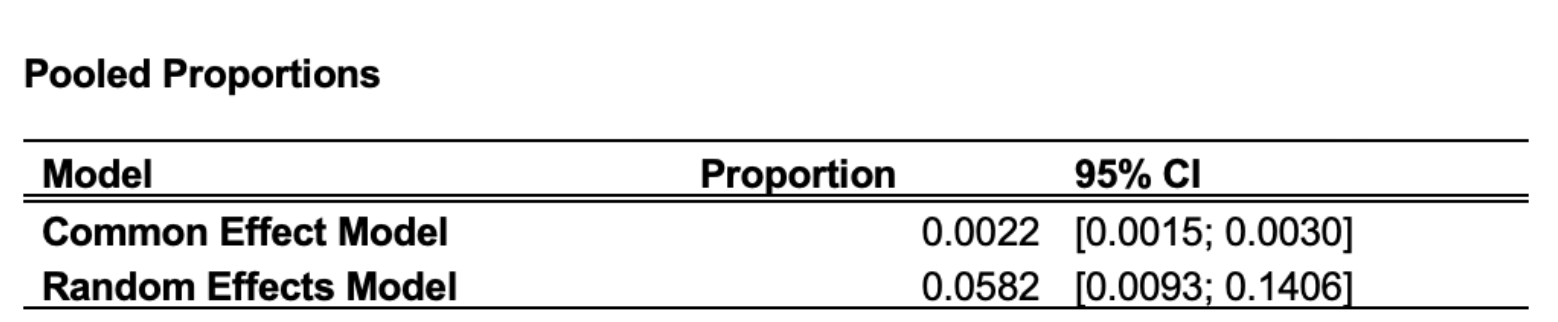 Pooled Proportions
Model Proportion 95% CI
Common Effect Model 0.0022 [0.0015; 0.0030]
Random Effects Model 0.0582 [0.0093; 0.1406]